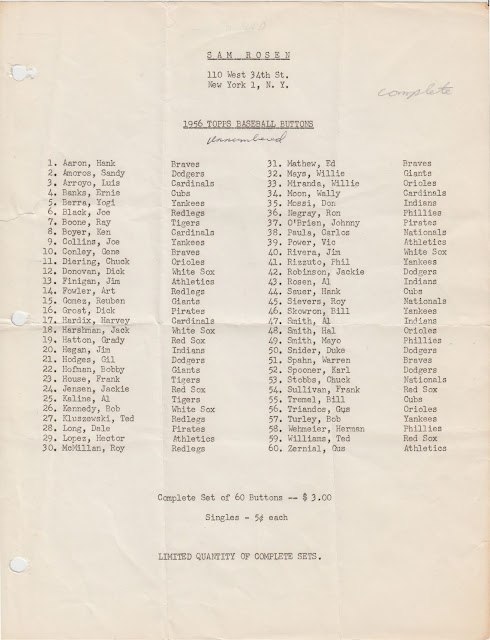 SAM ROSEN
110 West 34th St.
New York 1, N. Y.
complete
1956 TOPPS BASEBALL BUTTONS
unnumbered
1. Aaron, Hank Braves
2. Amoros, Sandy Dodgers
3. Arroyo, Luis Cardinals
4. Banks, Ernie Cubs
5. Berra, Yogi Yankees
6. Black, Joe Redlegs
7. Boone, Ray Tigers
8. Boyer, Ken Cardinals
9. Collins, Joe Yankees
10. Conley, Gene Braves
11. Diering, Chuck Orioles
12. Donovan, Dick White Sox
13. Finigan, Jim Athletics
14. Fowler, Art Redlegs
15. Gomez, Reuben Giants
16. Groat, Dick Pirates
17. Haddix, Harvey Cardinals
18. Harshman, Jack White Sox
19. Hatton, Grady Red Sox
20. Hegan, Jim Indians
21. Hodges, Gil Dodgers
22. Hofman, Bobby Giants
23. House, Frank Tigers
24. Jensen, Jackie Red Sox
25. Kaline, Al Tigers
26. Kennedy, Bob White Sox
27. Kluszewski, Ted Redlegs
28. Long, Dale Pirates
29. Lopez, Hector Athletics
30. McMillan, Roy Redlegs
31. Mathew, Ed Braves
32. Mays, Willie Giants
33. Miranda, Willie Orioles
34. Moon, Wally Cardinals
35. Mossi, Don Indians
36. Negray, Ron Phillies
37. O'Brien, Johnny Pirates
38. Paula, Carlos Nationals
39. Power, Vic Athletics
40. Rivera, Jim White Sox
41. Rizzuto, Phil Yankees
42. Robinson, Jackie Dodgers
43. Rosen, Al Indians
44. Sauer, Hank Cubs
45. Sievers, Roy Nationals
46. Skowron, Bill Yankees
47. Smith, Al Indians
48. Smith, Hal Orioles
49. Smith, Mayo Phillies
50. Snider, Duke Dodgers
51. Spahn, Warren Braves
52. Spooner, Karl Dodgers
53. Stobbs, Chuck Nationals
54. Sullivan, Frank Red Sox
55. Tremel, Bill Cubs
56. Triandos, Gus Orioles
57. Turley, Bob Yankees
58. Wehmeier, Herman Phillies
59. Williams, Ted Red Sox
60. Zernial, Gus Athletics
Complete Set of 60 Buttons -- $ 3.00
Singles - 5¢ each
LIMITED QUANTITY OF COMPLETE SETS.